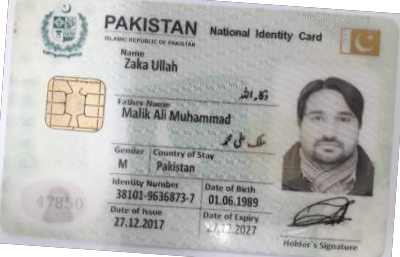 PAKISTAN National Identity Card
ISLAMIC REPUBLIC OF PAKISTAN
Name
Zaka Ullah
ذکاء اللہ
Father Name
Malik Ali Muhammad
ملک علی محمد
Gender Country of Stay
M Pakistan
Identity Number Date of Birth
38101-9636873-7 01.06.1989
Date of Issue Date of Expiry
27.12.2017 27.12.2027
47850
Holder's Signature